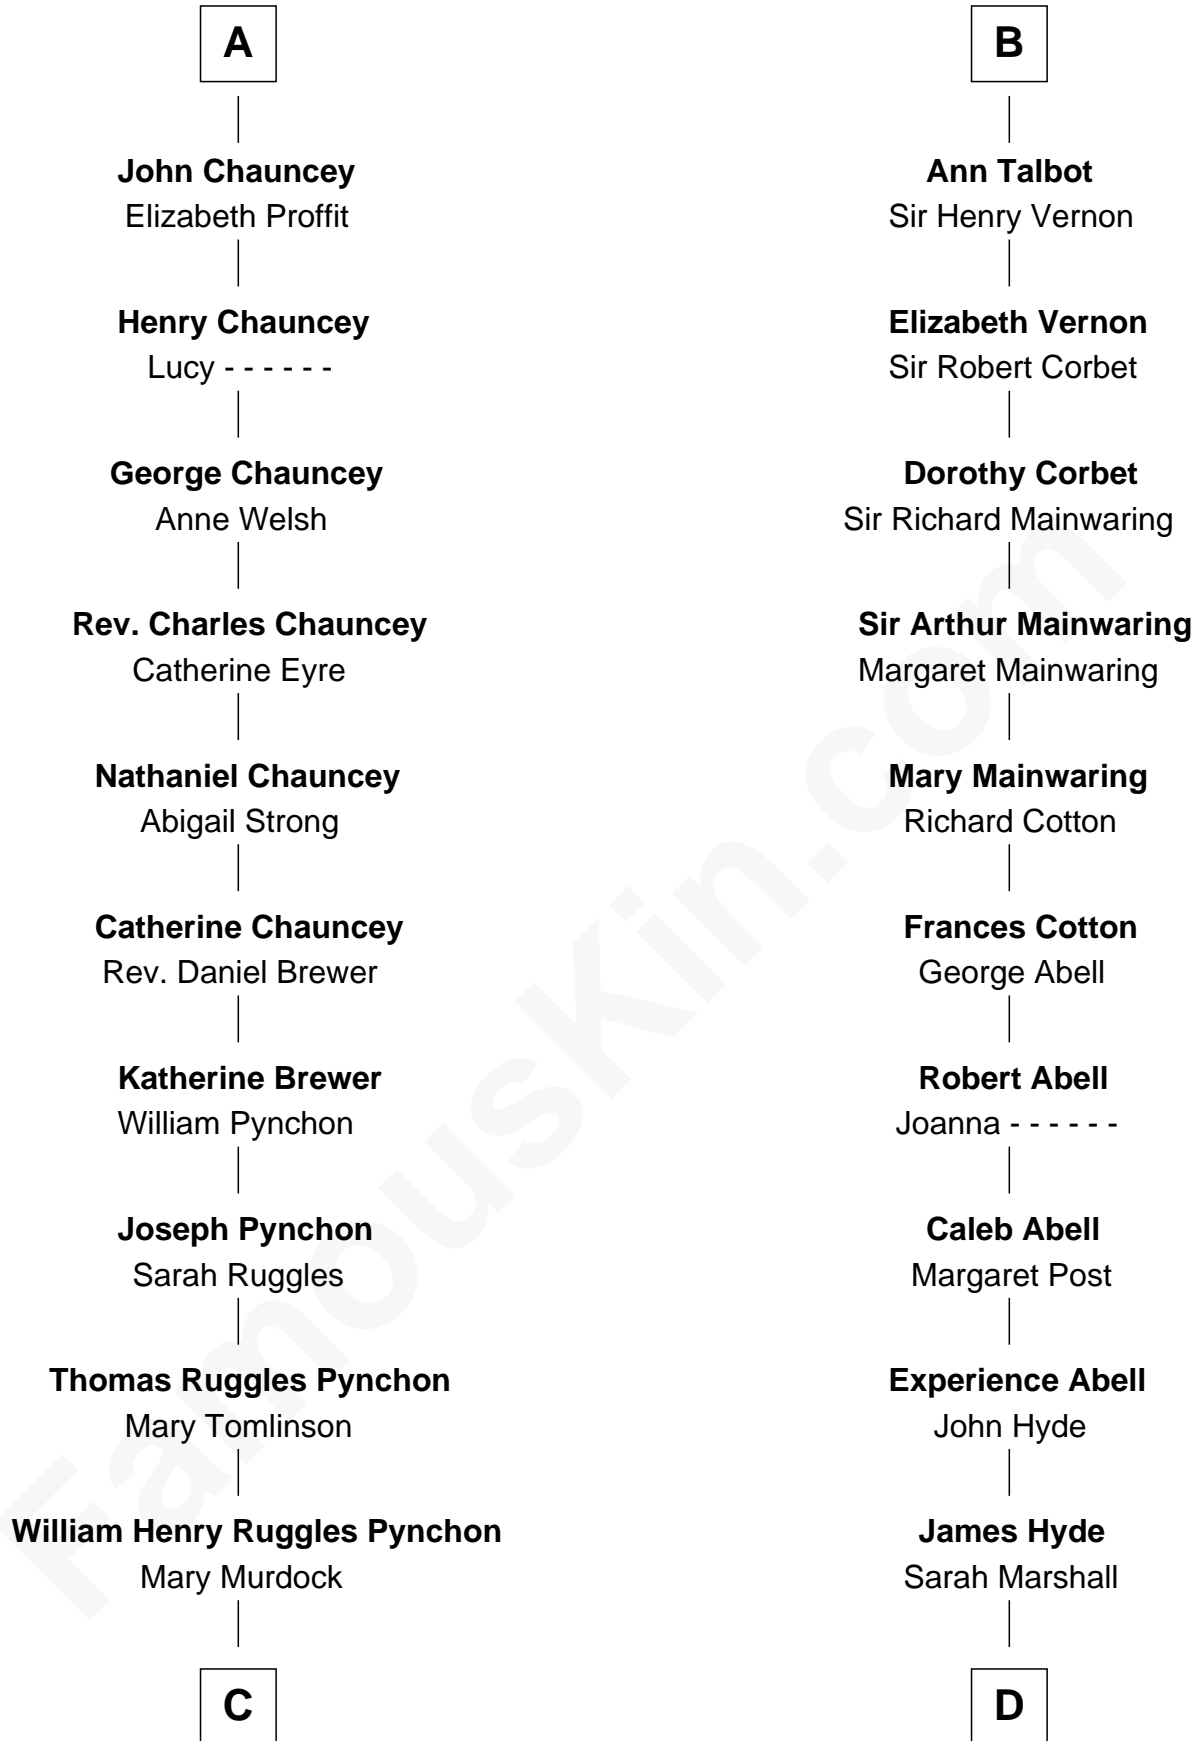 A
John Chauncey
Elizabeth Proffit
Henry Chauncey
Lucy - - - - - -
George Chauncey
Anne Welsh
Rev. Charles Chauncey
Catherine Eyre
Nathaniel Chauncey
Abigail Strong
Catherine Chauncey
Rev. Daniel Brewer
Katherine Brewer
William Pynchon
Joseph Pynchon
Sarah Ruggles
Thomas Ruggles Pynchon
Mary Tomlinson
William Henry Ruggles Pynchon
Mary Murdock
C
B
Ann Talbot
Sir Henry Vernon
Elizabeth Vernon
Sir Robert Corbet
Dorothy Corbet
Sir Richard Mainwaring
Sir Arthur Mainwaring
Margaret Mainwaring
Mary Mainwaring
Richard Cotton
Frances Cotton
George Abell
Robert Abell
Joanna - - - - - -
Caleb Abell
Margaret Post
Experience Abell
John Hyde
James Hyde
Sarah Marshall
D
FamousKin.com